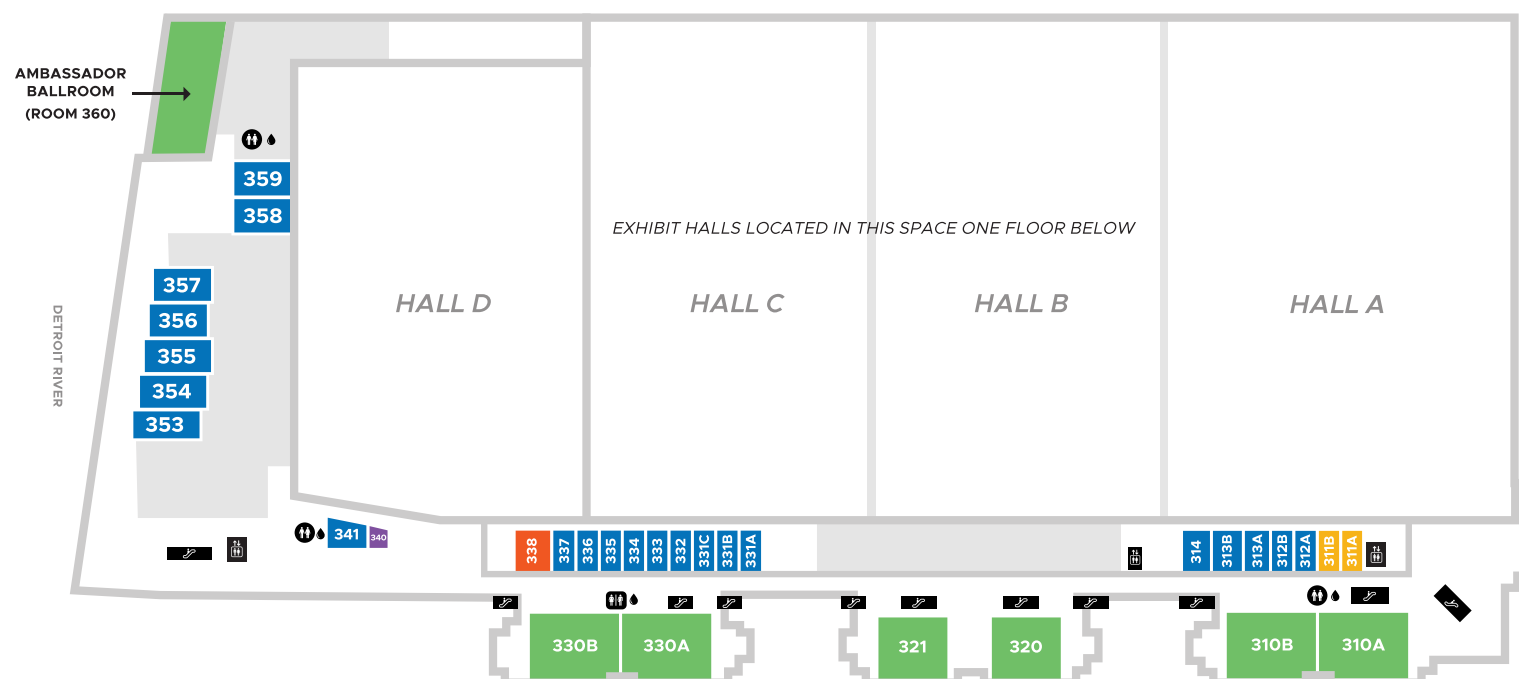 AMBASSADOR
BALLROOM
(ROOM 360)
359
358
EXHIBIT HALLS LOCATED IN THIS SPACE ONE FLOOR BELOW
357
356
355
354
353
DETROIT RIVER
HALL D
HALL C
HALL B
HALL A
341
340
338
337
336
335
334
333
332
331C
331B
331A
314
313B
313A
312B
312A
311B
311A
330B
330A
321
320
310B
310A